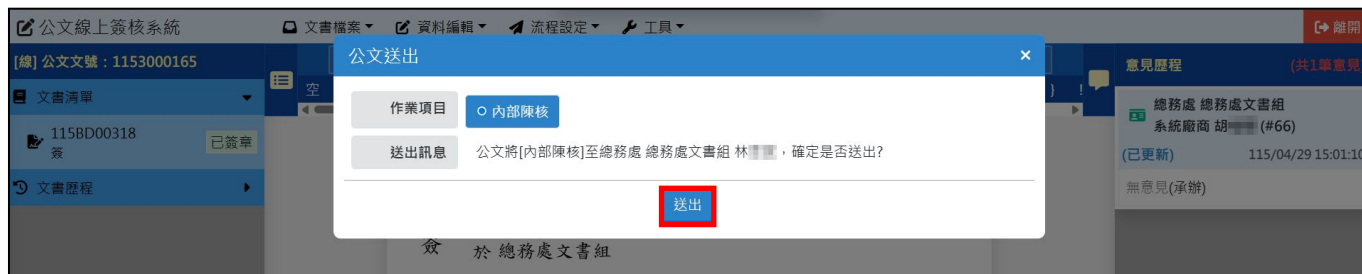 公文線上簽核系統
文書檔案
資料編輯
流程設定
工具
離開
[線] 公文文號：1153000165
文書清單
115BD00318
簽
已簽章
文書歷程
空
公文送出
×
作業項目
內部陳核
送出訊息
公文將[內部陳核]至總務處 總務處文書組 林，確定是否送出?
送出
簽
於 總務處文書組
} !
意見歷程
(共1筆意見
總務處 總務處文書組
系統廠商 胡 (#66)
(已更新)
115/04/29 15:01:10
無意見(承辦)